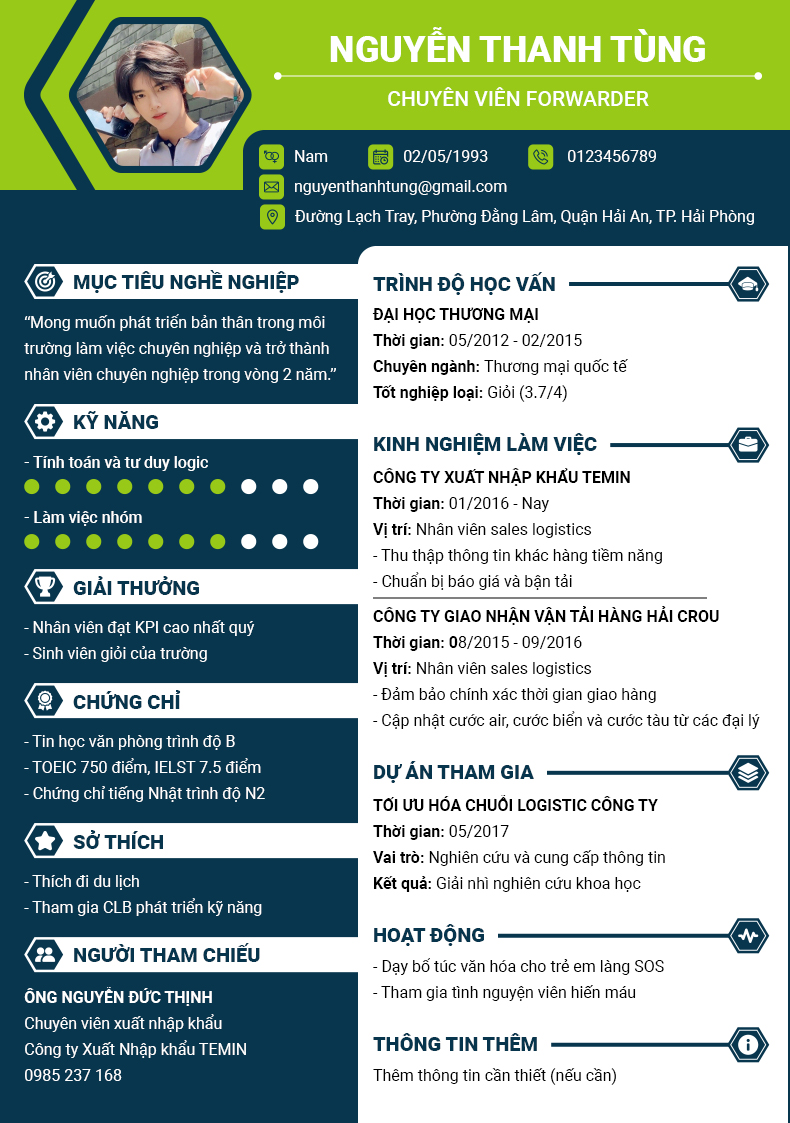 NGUYỄN THANH TÙNG
CHUYÊN VIÊN FORWARDER
Nam 02/05/1993 0123456789
nguyenthanhtung@gmail.com
Đường Lạch Tray, Phường Đằng Lâm, Quận Hải An, TP. Hải Phòng
MỤC TIÊU NGHỀ NGHIỆP
“Mong muốn phát triển bản thân trong môi
trường làm việc chuyên nghiệp và trở thành
nhân viên chuyên nghiệp trong vòng 2 năm.”
KỸ NĂNG
- Tính toán và tư duy logic
- Làm việc nhóm
GIẢI THƯỞNG
- Nhân viên đạt KPI cao nhất quý
- Sinh viên giỏi của trường
CHỨNG CHỈ
- Tin học văn phòng trình độ B
- TOEIC 750 điểm, IELST 7.5 điểm
- Chứng chỉ tiếng Nhật trình độ N2
SỞ THÍCH
- Thích đi du lịch
- Tham gia CLB phát triển kỹ năng
NGƯỜI THAM CHIẾU
ÔNG NGUYỄN ĐỨC THỊNH
Chuyên viên xuất nhập khẩu
Công ty Xuất Nhập khẩu TEMIN
0985 237 168
TRÌNH ĐỘ HỌC VẤN
ĐẠI HỌC THƯƠNG MẠI
Thời gian: 05/2012 - 02/2015
Chuyên ngành: Thương mại quốc tế
Tốt nghiệp loại: Giỏi (3.7/4)
KINH NGHIỆM LÀM VIỆC
CÔNG TY XUẤT NHẬP KHẨU TEMIN
Thời gian: 01/2016 - Nay
Vị trí: Nhân viên sales logistics
- Thu thập thông tin khác hàng tiềm năng
- Chuẩn bị báo giá và bận tải
CÔNG TY GIAO NHẬN VẬN TẢI HÀNG HẢI CROU
Thời gian: 08/2015 - 09/2016
Vị trí: Nhân viên sales logistics
- Đảm bảo chính xác thời gian giao hàng
- Cập nhật cước air, cước biển và cước tàu từ các đại lý
DỰ ÁN THAM GIA
TỐI ƯU HÓA CHUỖI LOGISTIC CÔNG TY
Thời gian: 05/2017
Vai trò: Nghiên cứu và cung cấp thông tin
Kết quả: Giải nhì nghiên cứu khoa học
HOẠT ĐỘNG
- Dạy bổ túc văn hóa cho trẻ em làng SOS
- Tham gia tình nguyện viên hiến máu
THÔNG TIN THÊM
Thêm thông tin cần thiết (nếu cần)